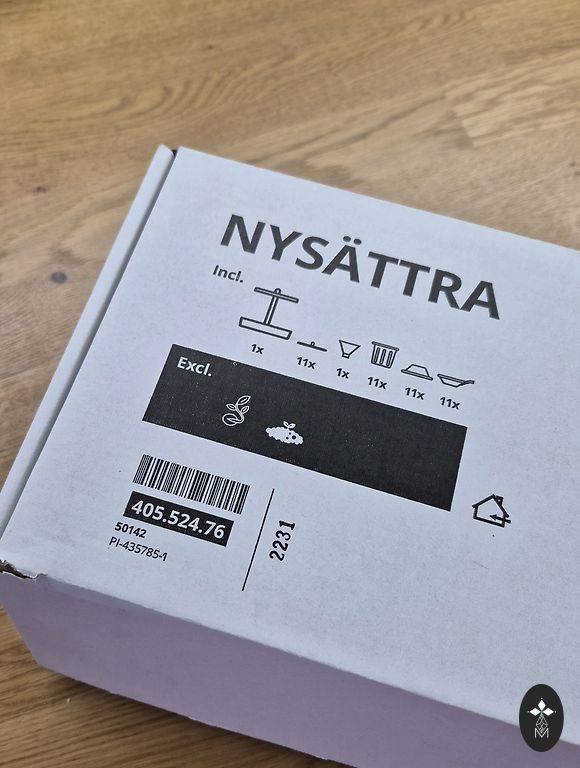 NYSÄTTRA
Incl.
1x 11x 1x 11x 11x 11x
Excl.
405.524.76
50142
PI-435785-1
2231
M